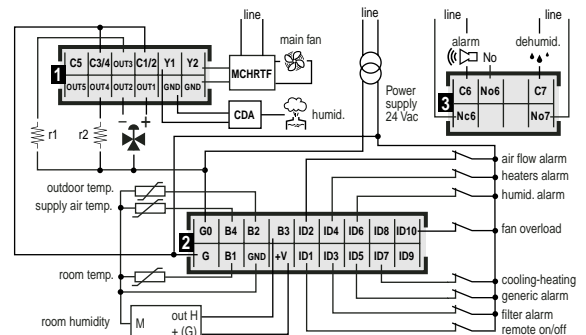 line
line
line
line
main fan
alarm
No
dehumid.
C5 C3/4 OUT3 C1/2 Y1 Y2
1
OUT5 OUT4 OUT2 OUT1 GND GND
MCHRTF
CDA
humid.
Power
supply
24 Vac
C6 No6 C7
3
Nc6 No7
r1
r2
– +
air flow alarm
heaters alarm
humid. alarm
fan overload
outdoor temp.
supply air temp.
G0 B4 B2 B3 ID2 ID4 ID6 ID8 ID10
2
G B1 GND +V ID1 ID3 ID5 ID7 ID9
room temp.
cooling-heating
generic alarm
filter alarm
remote on/off
room humidity
M
out H
+ (G)